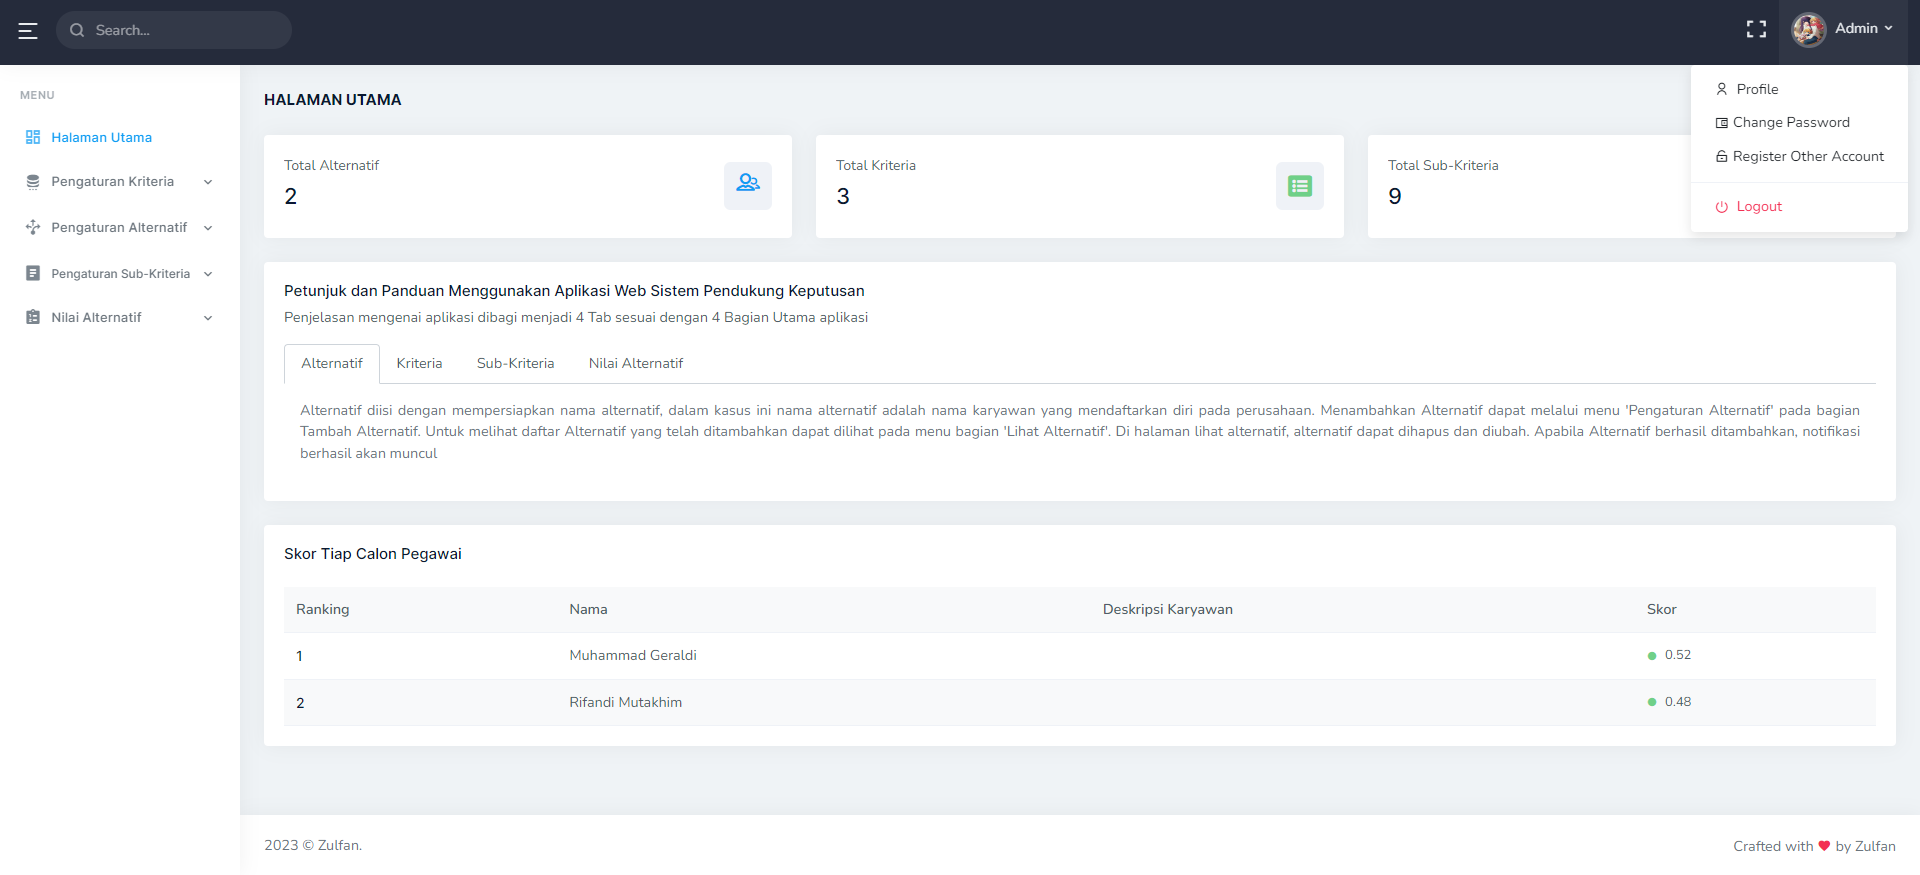 Search...
Admin
Profile
Change Password
Register Other Account
Logout
MENU
Halaman Utama
Pengaturan Kriteria
Pengaturan Alternatif
Pengaturan Sub-Kriteria
Nilai Alternatif
HALAMAN UTAMA
Total Alternatif
2
Total Kriteria
3
Total Sub-Kriteria
9
Petunjuk dan Panduan Menggunakan Aplikasi Web Sistem Pendukung Keputusan
Penjelasan mengenai aplikasi dibagi menjadi 4 Tab sesuai dengan 4 Bagian Utama aplikasi
Alternatif Kriteria Sub-Kriteria Nilai Alternatif
Alternatif diisi dengan mempersiapkan nama alternatif, dalam kasus ini nama alternatif adalah nama karyawan yang mendaftarkan diri pada perusahaan. Menambahkan Alternatif dapat melalui menu 'Pengaturan Alternatif' pada bagian
Tambah Alternatif. Untuk melihat daftar Alternatif yang telah ditambahkan dapat dilihat pada menu bagian 'Lihat Alternatif'. Di halaman lihat alternatif, alternatif dapat dihapus dan diubah. Apabila Alternatif berhasil ditambahkan, notifikasi
berhasil akan muncul
Skor Tiap Calon Pegawai
Ranking Nama Deskripsi Karyawan Skor
1 Muhammad Geraldi 0.52
2 Rifandi Mutakhim 0.48
2023 © Zulfan.
Crafted with ❤ by Zulfan